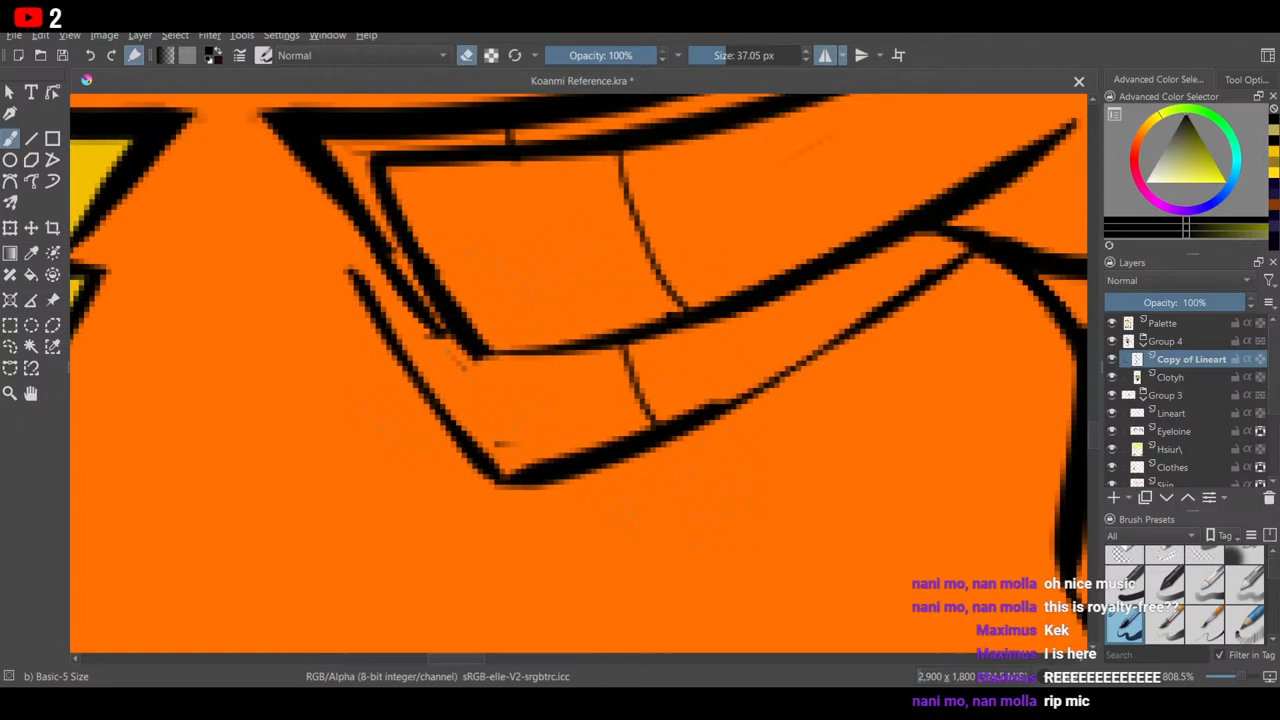 2
File Edit View Image Layer Select Filter Tools Settings Window Help
Normal
Opacity: 100%
Size: 37.05 px
Koanmi Reference.kra *
Advanced Color Sele...
Tool Opti...
Advanced Color Selector
Layers
Normal
Opacity: 100%
Palette
Group 4
Copy of Lineart
Clotyh
Group 3
Lineart
Eyeloine
Hsiur\
Clothes
Skin
Brush Presets
All
Tag
nani mo, nan molla oh nice music
nani mo, nan molla this is royalty-free??
Maximus Kek
Maximus I is here
Maximus REEEEEEEEEEEEE
nani mo, nan molla rip mic
Search
Filter in Tag
b) Basic-5 Size
RGB/Alpha (8-bit integer/channel) sRGB-elle-V2-srgbtrc.icc
2,900 x 1,800
808.5%